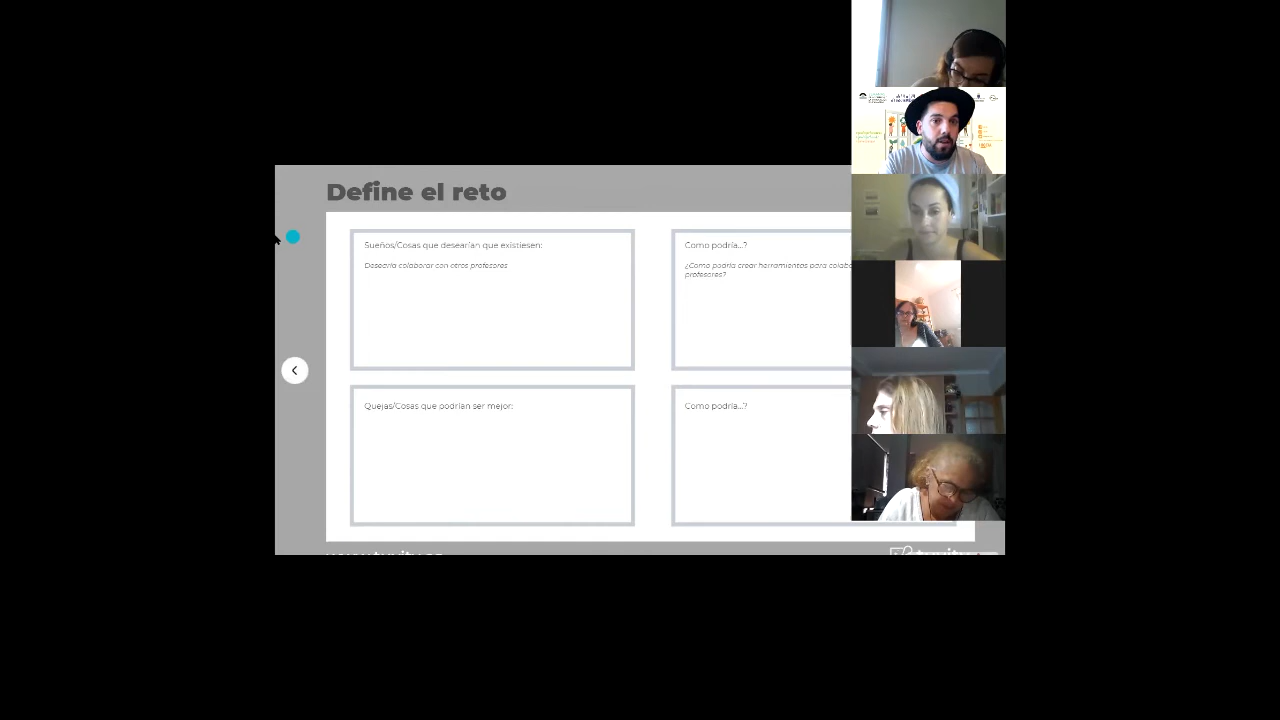 Define el reto
Sueños/Cosas que desearían que existiesen:
Desearía colaborar con otros profesores
Como podría...?
¿Como podría crear herramientas para
profesores?
Quejas/Cosas que podrían ser mejor:
Como podría...?